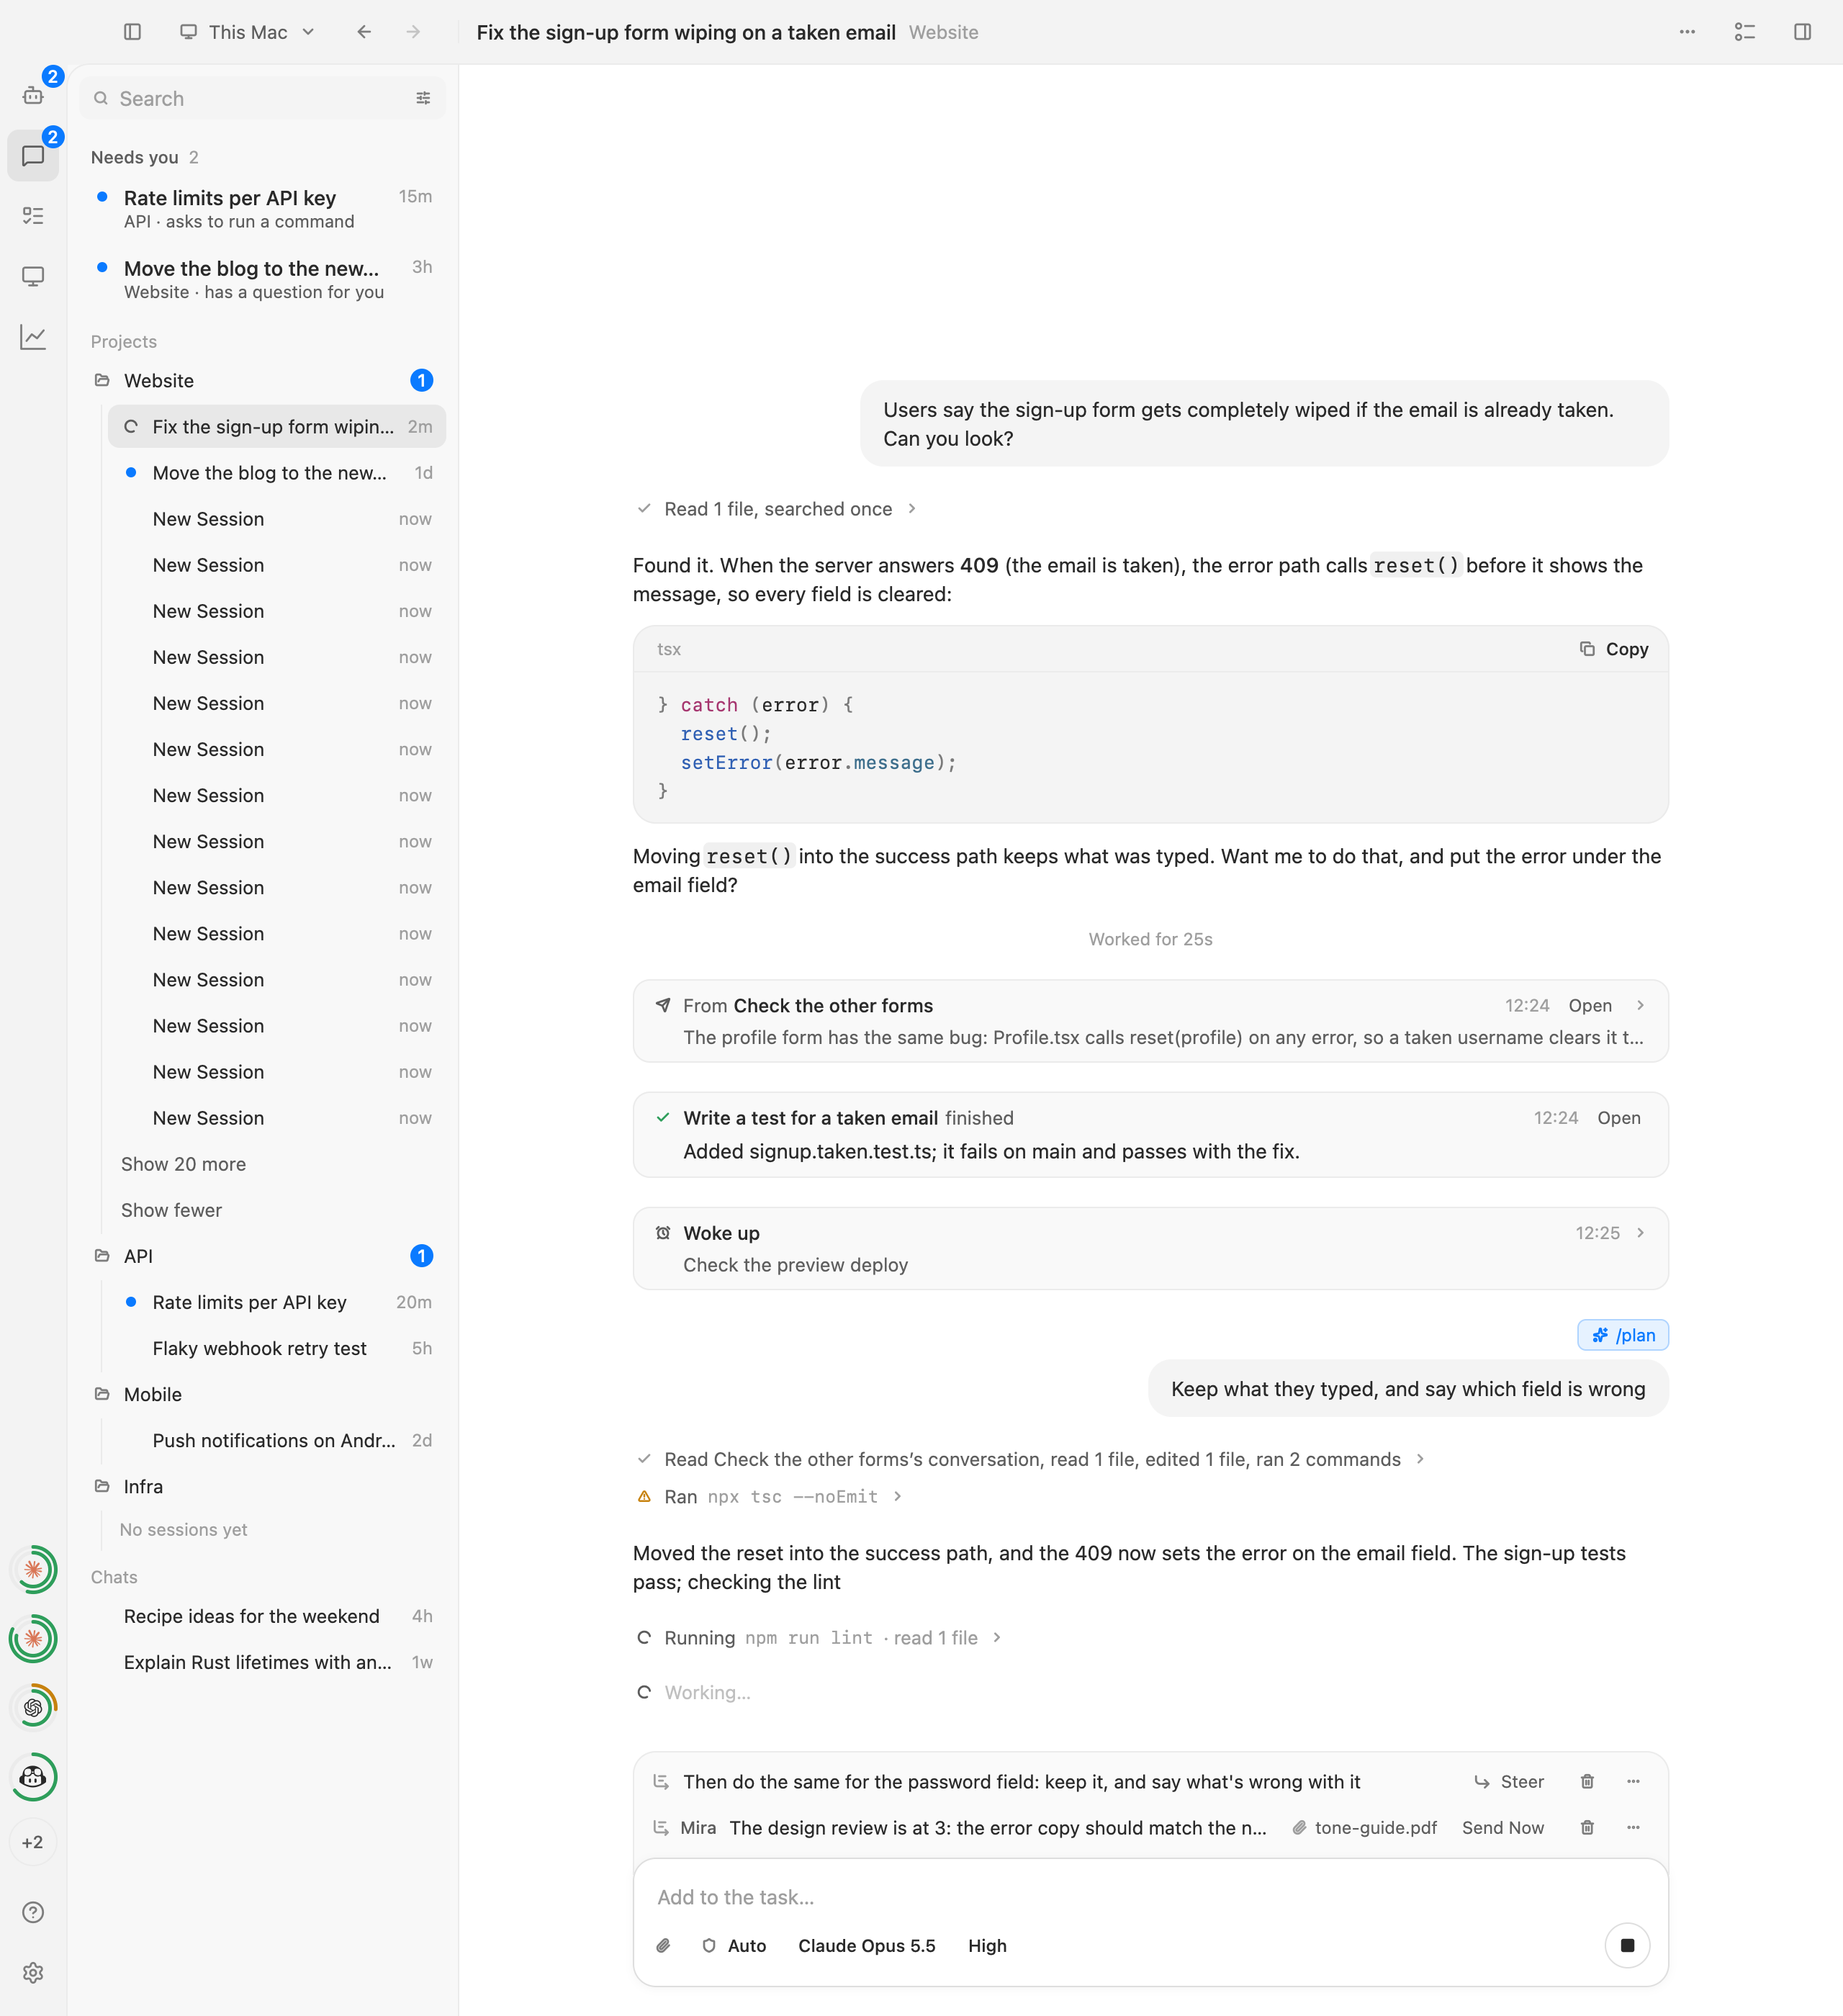 This Mac
Fix the sign-up form wiping on a taken email Website
2
2
Search
Needs you 2
Rate limits per API key 15m
API · asks to run a command
Move the blog to the new... 3h
Website · has a question for you
Projects
Website 1
Fix the sign-up form wipin... 2m
Move the blog to the new... 1d
New Session now
New Session now
New Session now
New Session now
New Session now
New Session now
New Session now
New Session now
New Session now
New Session now
New Session now
New Session now
New Session now
New Session now
Show 20 more
Show fewer
API 1
Rate limits per API key 20m
Flaky webhook retry test 5h
Mobile
Push notifications on Andr... 2d
Infra
No sessions yet
Chats
Recipe ideas for the weekend 4h
Explain Rust lifetimes with an... 1w
+2
Users say the sign-up form gets completely wiped if the email is already taken.
Can you look?
Read 1 file, searched once
Found it. When the server answers 409 (the email is taken), the error path calls reset() before it shows the
message, so every field is cleared:
tsx Copy
} catch (error) {
reset();
setError(error.message);
}
Moving reset() into the success path keeps what was typed. Want me to do that, and put the error under the
email field?
Worked for 25s
From Check the other forms 12:24 Open
The profile form has the same bug: Profile.tsx calls reset(profile) on any error, so a taken username clears it t...
Write a test for a taken email finished 12:24 Open
Added signup.taken.test.ts; it fails on main and passes with the fix.
Woke up 12:25
Check the preview deploy
/plan
Keep what they typed, and say which field is wrong
Read Check the other forms’s conversation, read 1 file, edited 1 file, ran 2 commands
Ran npx tsc --noEmit
Moved the reset into the success path, and the 409 now sets the error on the email field. The sign-up tests
pass; checking the lint
Running npm run lint · read 1 file
Working...
Then do the same for the password field: keep it, and say what's wrong with it Steer
Mira The design review is at 3: the error copy should match the n... tone-guide.pdf Send Now
Add to the task...
Auto Claude Opus 5.5 High